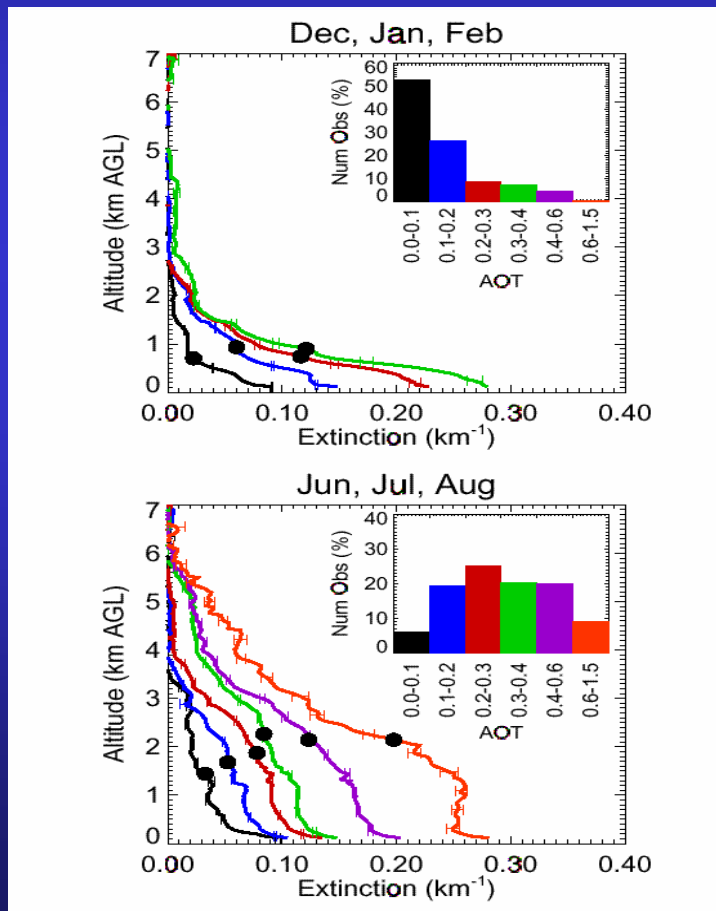 Dec, Jan, Feb
Altitude (km AGL)
7
6
5
4
3
2
1
0
0.00 0.10 0.20 0.30 0.40
Extinction (km-1)
Num Obs (%)
60
50
40
30
20
10
0
0.0-0.1 0.1-0.2 0.2-0.3 0.3-0.4 0.4-0.6 0.6-1.5
AOT
Jun, Jul, Aug
Altitude (km AGL)
7
6
5
4
3
2
1
0
0.00 0.10 0.20 0.30 0.40
Extinction (km-1)
Num Obs (%)
40
30
20
10
0
0.0-0.1 0.1-0.2 0.2-0.3 0.3-0.4 0.4-0.6 0.6-1.5
AOT